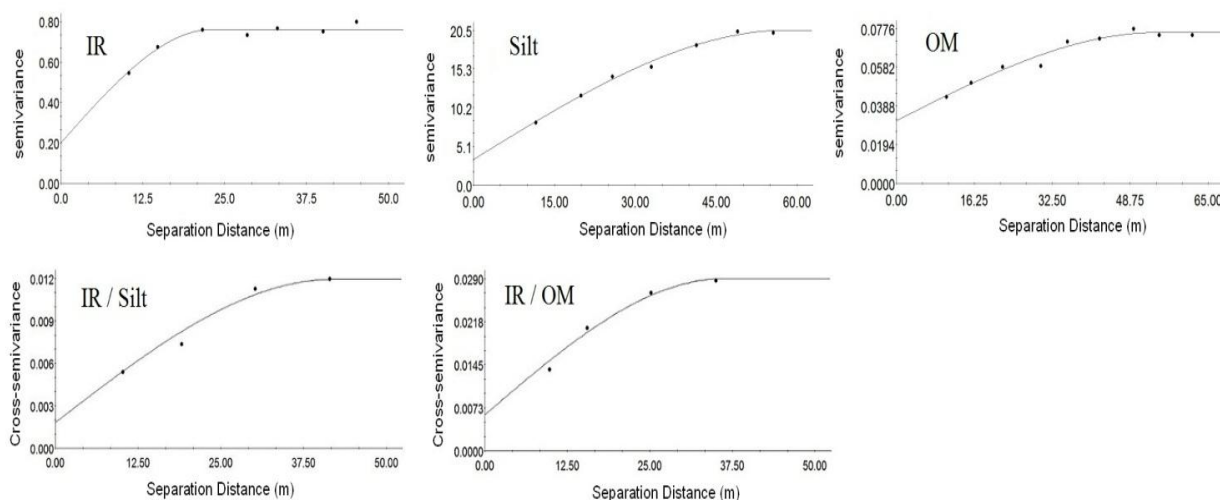 IR
semivariance
0.80
0.60
0.40
0.20
0.00
0.0 12.5 25.0 37.5 50.0
Separation Distance (m)
Silt
semivariance
20.5
15.3
10.2
5.1
0.0
0.00 15.00 30.00 45.00 60.00
Separation Distance (m)
OM
semivariance
0.0776
0.0582
0.0388
0.0194
0.0000
0.00 16.25 32.50 48.75 65.00
Separation Distance (m)
IR / Silt
Cross-semivariance
0.012
0.009
0.006
0.003
0.000
0.00 12.50 25.00 37.50 50.00
Separation Distance (m)
IR / OM
Cross-semivariance
0.0290
0.0218
0.0145
0.0073
0.0000
0.00 12.50 25.00 37.50 50.00
Separation Distance (m)